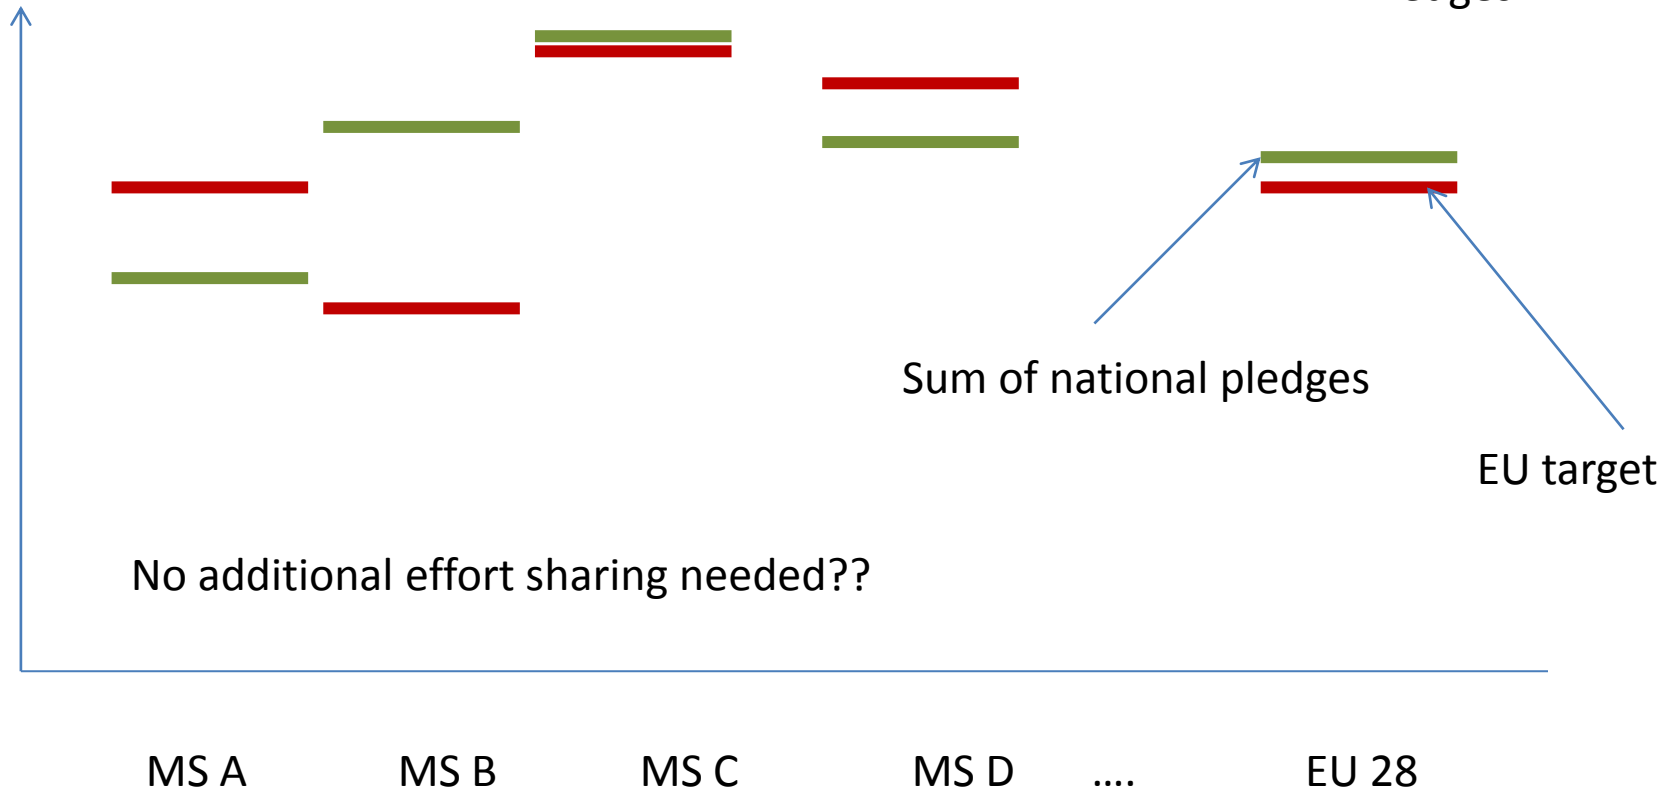 Sum of national pledges
EU target
No additional effort sharing needed??
MS A MS B MS C MS D .... EU 28